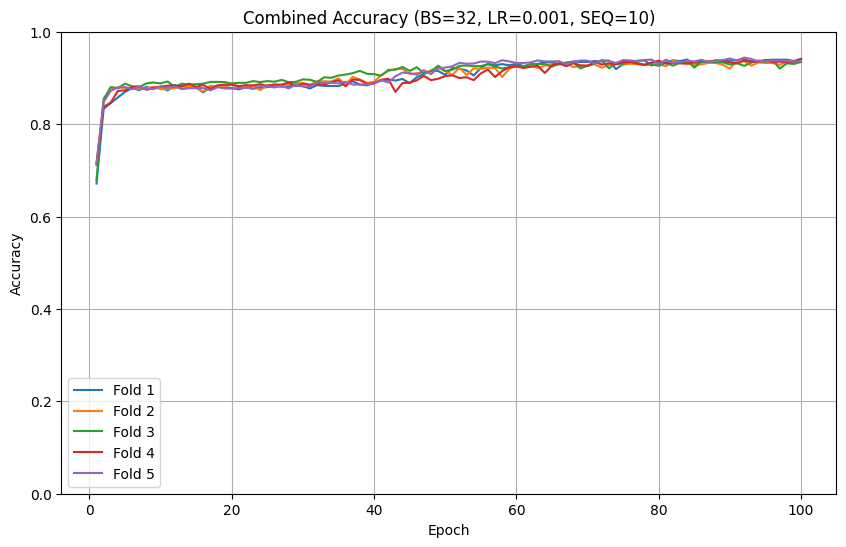 Combined Accuracy (BS=32, LR=0.001, SEQ=10)
1.0
0.8
0.6
0.4
0.2
0.0
Accuracy
Fold 1
Fold 2
Fold 3
Fold 4
Fold 5
0 20 40 60 80 100
Epoch